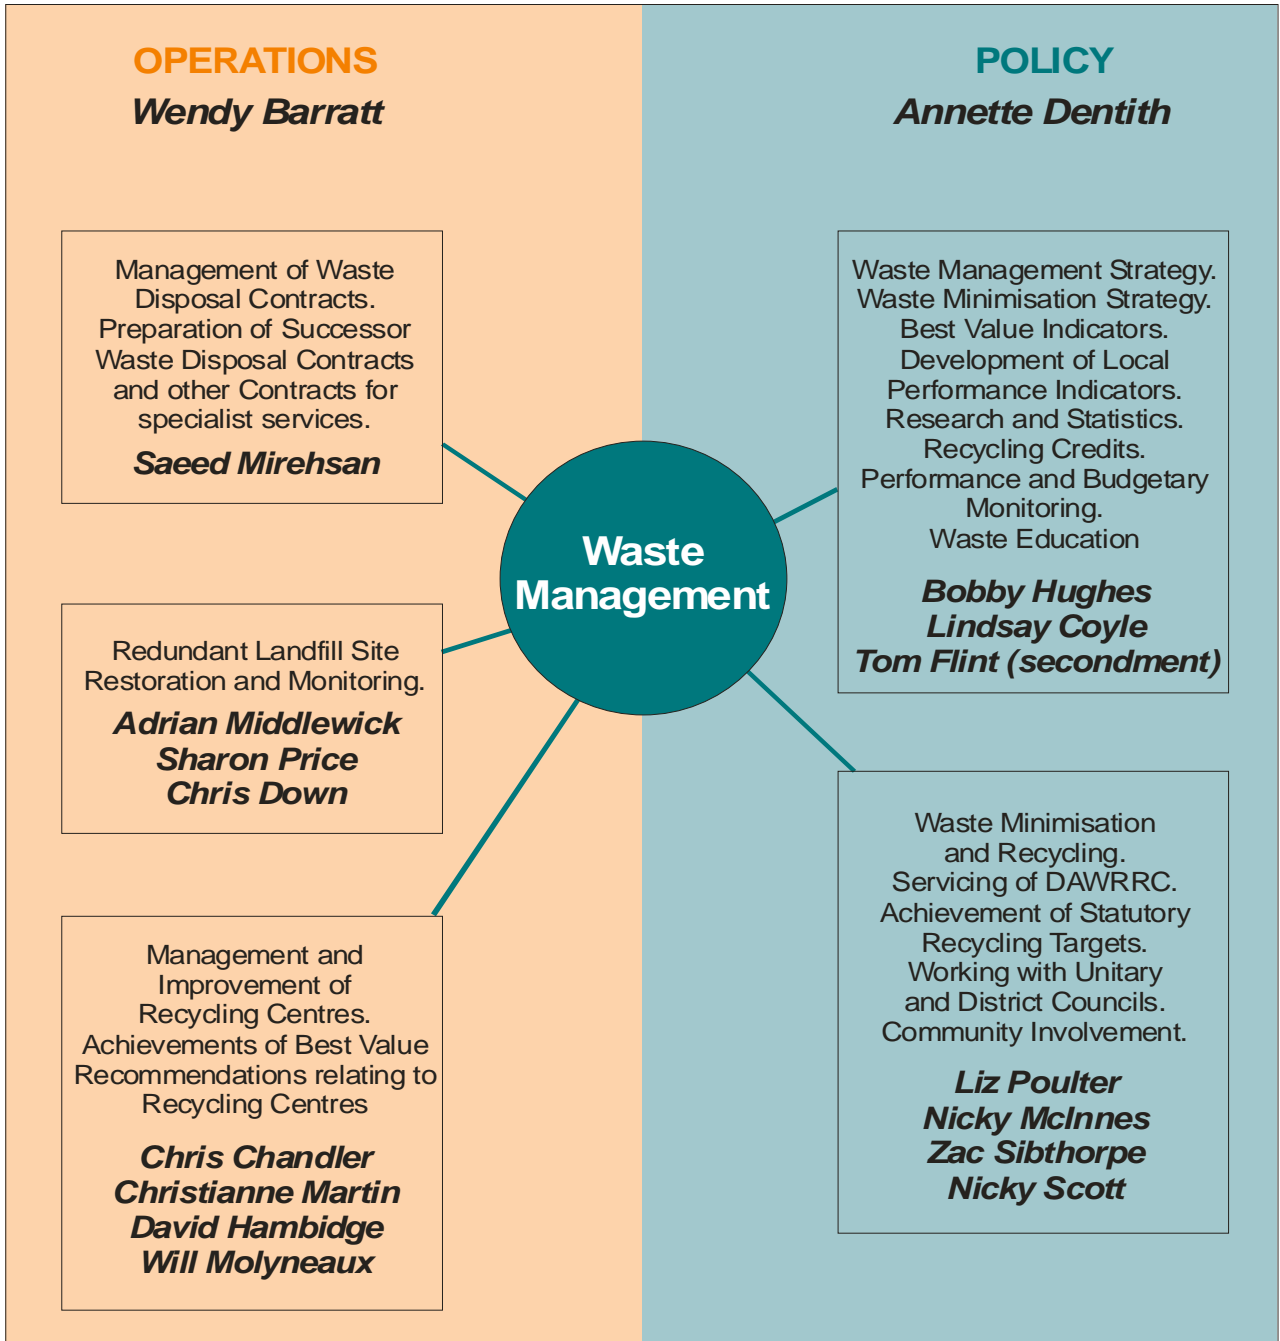 OPERATIONS
Wendy Barratt
Management of Waste
Disposal Contracts.
Preparation of Successor
Waste Disposal Contracts
and other Contracts for
specialist services.
Saeed Mirehsan
Redundant Landfill Site
Restoration and Monitoring.
Adrian Middlewick
Sharon Price
Chris Down
Management and
Improvement of
Recycling Centres.
Achievements of Best Value
Recommendations relating to
Recycling Centres
Chris Chandler
Christianne Martin
David Hambidge
Will Molyneaux
Waste
Management
POLICY
Annette Dentith
Waste Management Strategy.
Waste Minimisation Strategy.
Best Value Indicators.
Development of Local
Performance Indicators.
Research and Statistics.
Recycling Credits.
Performance and Budgetary
Monitoring.
Waste Education
Bobby Hughes
Lindsay Coyle
Tom Flint (secondment)
Waste Minimisation
and Recycling.
Servicing of DAWRRC.
Achievement of Statutory
Recycling Targets.
Working with Unitary
and District Councils.
Community Involvement.
Liz Poulter
Nicky McInnes
Zac Sibthorpe
Nicky Scott